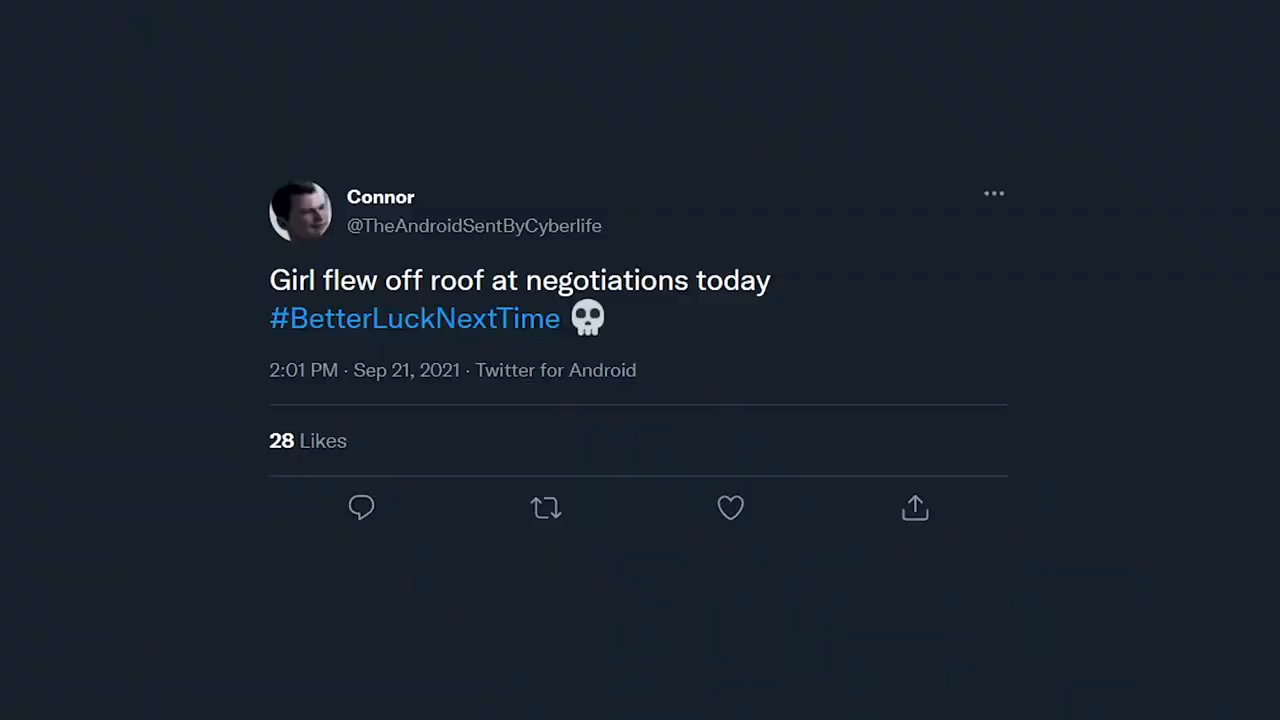 Connor
@TheAndroidSentByCyberlife
Girl flew off roof at negotiations today
#BetterLuckNextTime 💀
2:01 PM · Sep 21, 2021 · Twitter for Android
28 Likes